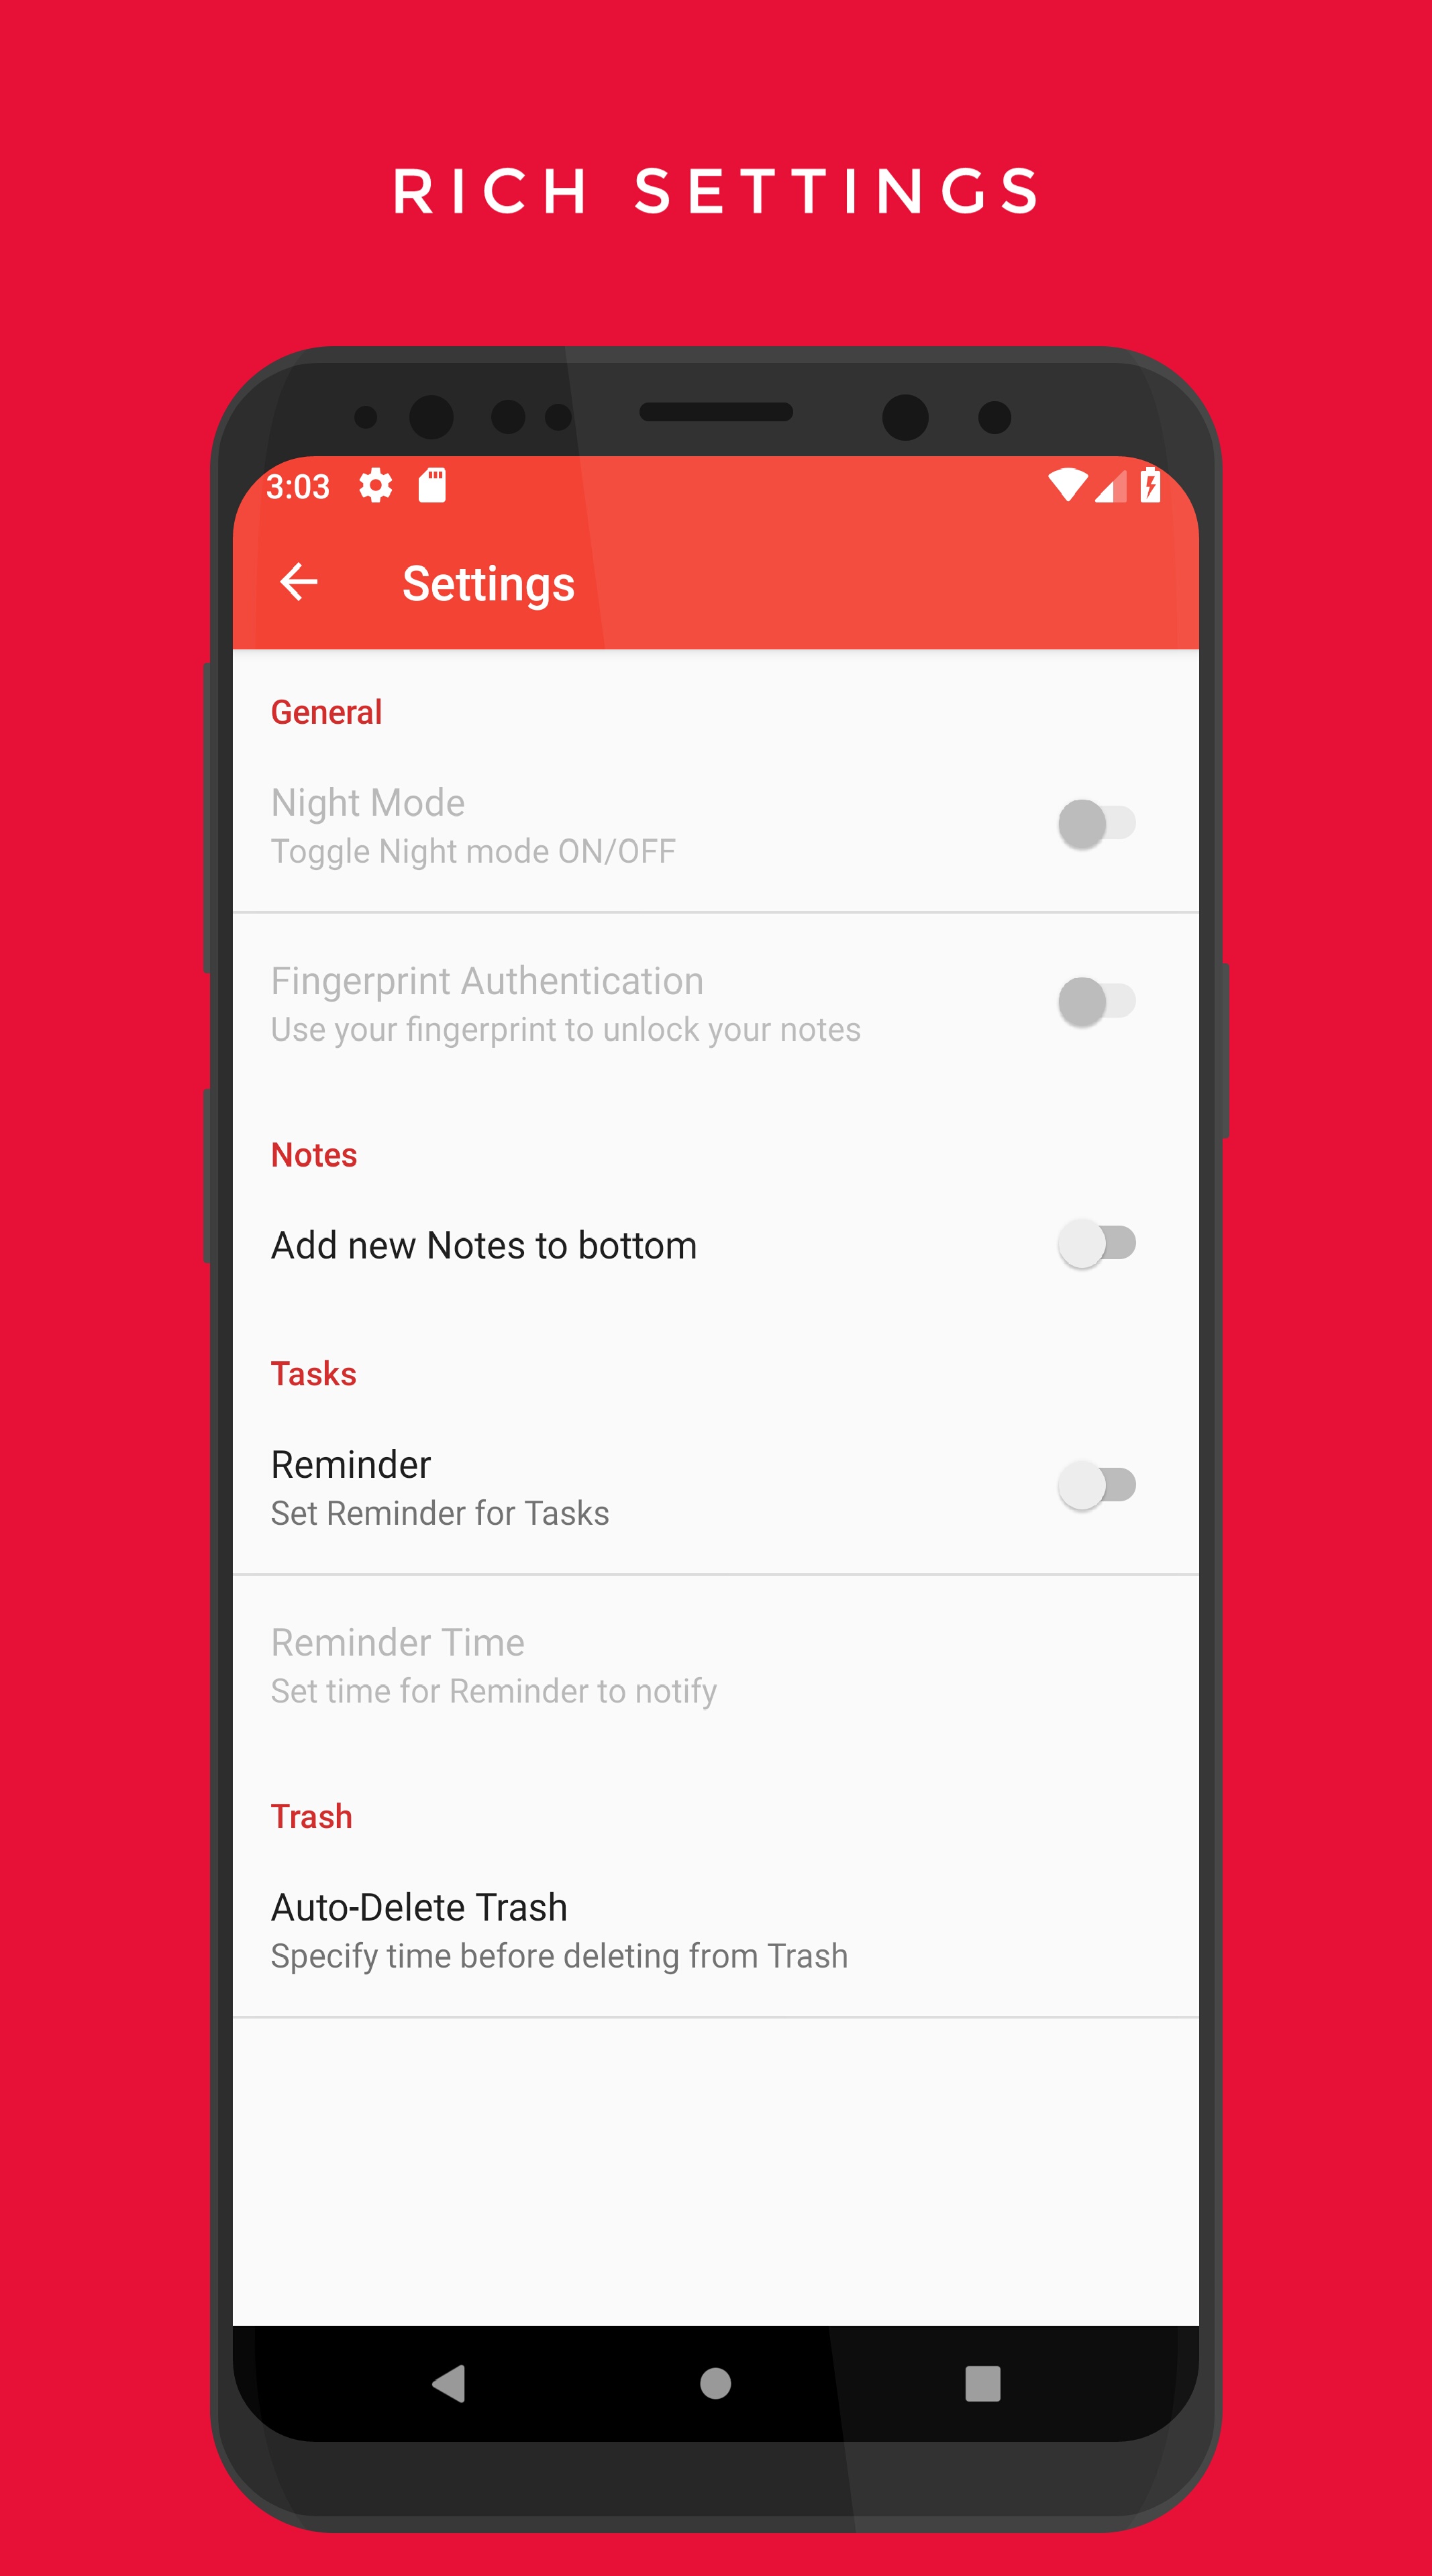 RICH SETTINGS
3:03
Settings
General
Night Mode
Toggle Night mode ON/OFF
Fingerprint Authentication
Use your fingerprint to unlock your notes
Notes
Add new Notes to bottom
Tasks
Reminder
Set Reminder for Tasks
Reminder Time
Set time for Reminder to notify
Trash
Auto-Delete Trash
Specify time before deleting from Trash